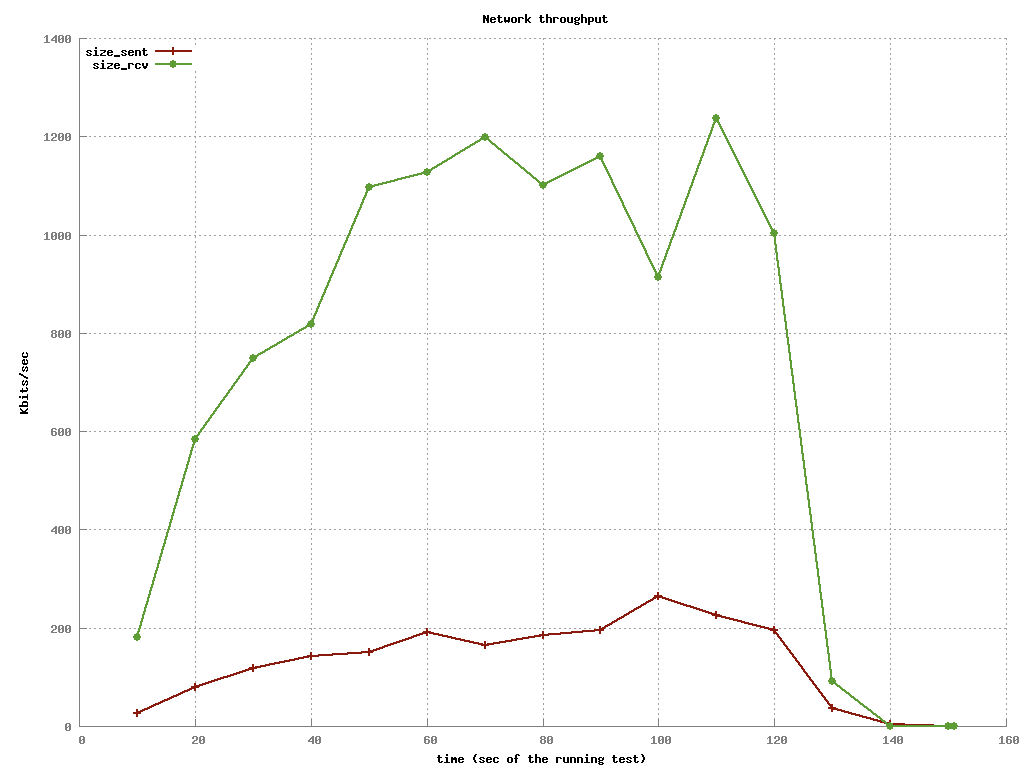 Network throughput
1400
size_sent
size_rcv
1200
1000
800
Kbits/sec
600
400
200
0
0 20 40 60 80 100 120 140 160
time (sec of the running test)